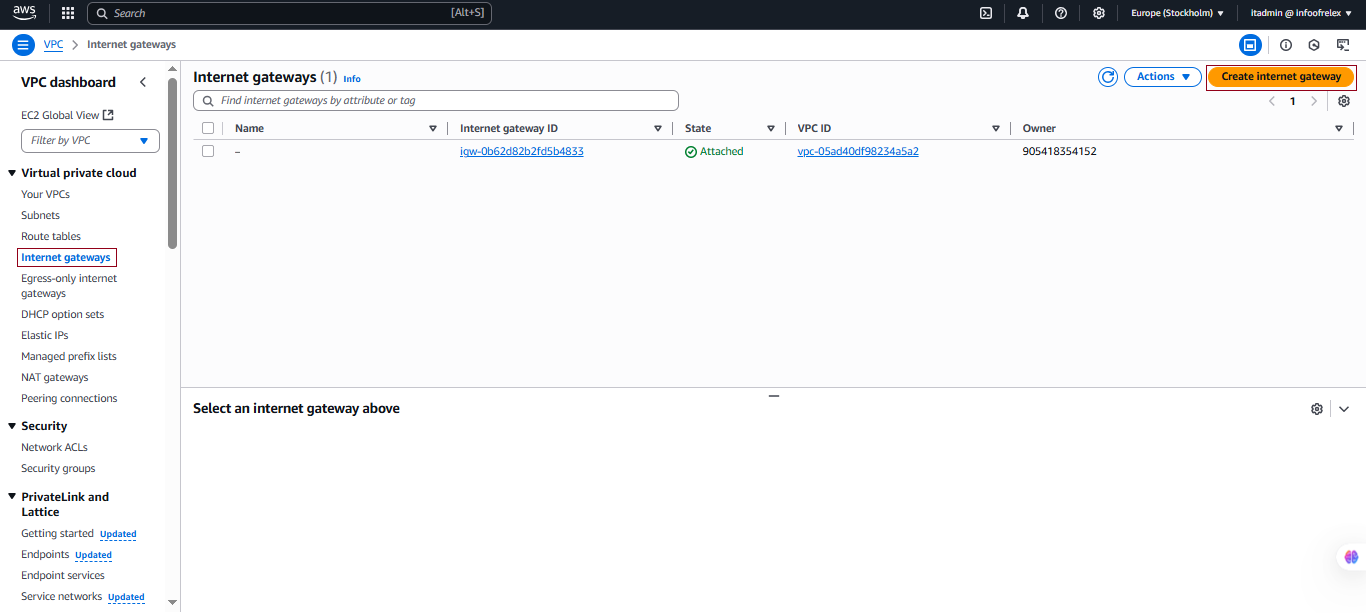 aws
Search [Alt+S]
Europe (Stockholm) ▼
itadmin @ infoofrelex ▼
VPC > Internet gateways
VPC dashboard
EC2 Global View
Filter by VPC
Virtual private cloud
Your VPCs
Subnets
Route tables
Internet gateways
Egress-only internet
gateways
DHCP option sets
Elastic IPs
Managed prefix lists
NAT gateways
Peering connections
Security
Network ACLs
Security groups
PrivateLink and
Lattice
Getting started Updated
Endpoints Updated
Endpoint services
Service networks Updated
Internet gateways (1) Info
Actions ▼
Create internet gateway
Find internet gateways by attribute or tag
1
Name Internet gateway ID State VPC ID Owner
– igw-0b62d82b2fd5b4833 Attached vpc-05ad40df98234a5a2 905418354152
Select an internet gateway above